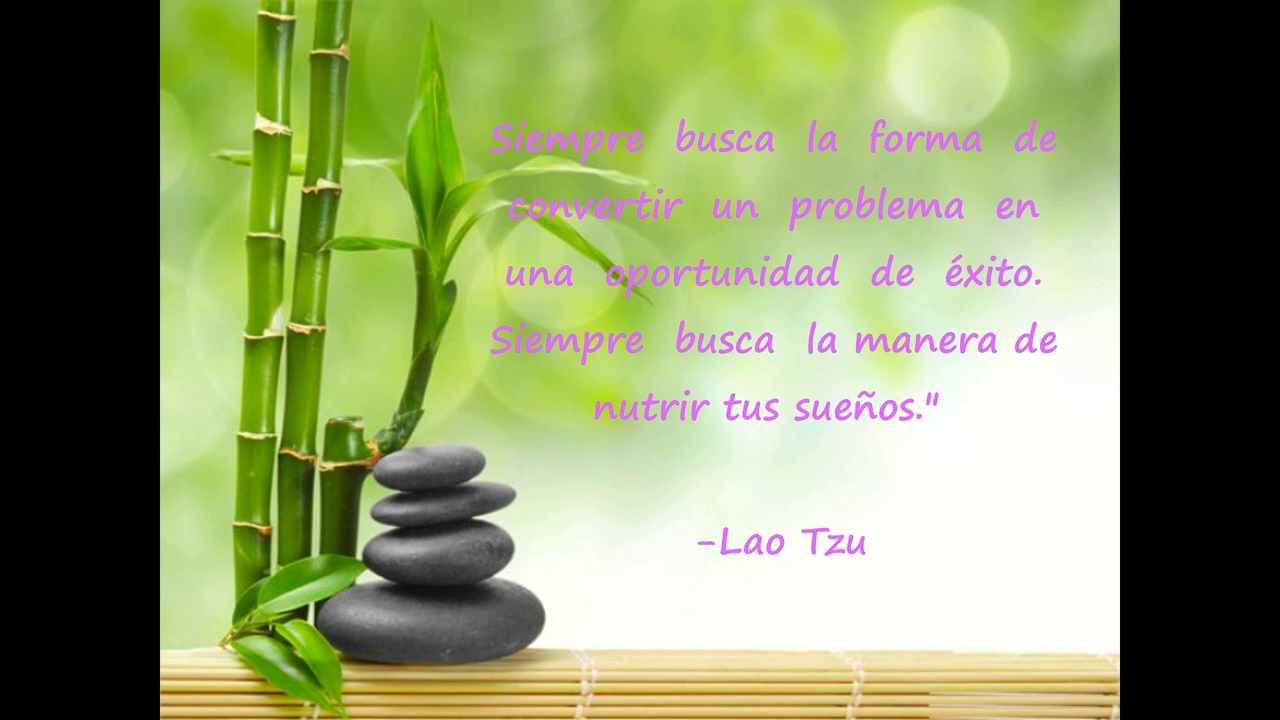 Siempre busca la forma de
convertir un problema en
una oportunidad de éxito.
Siempre busca la manera de
nutrir tus sueños."
-Lao Tzu